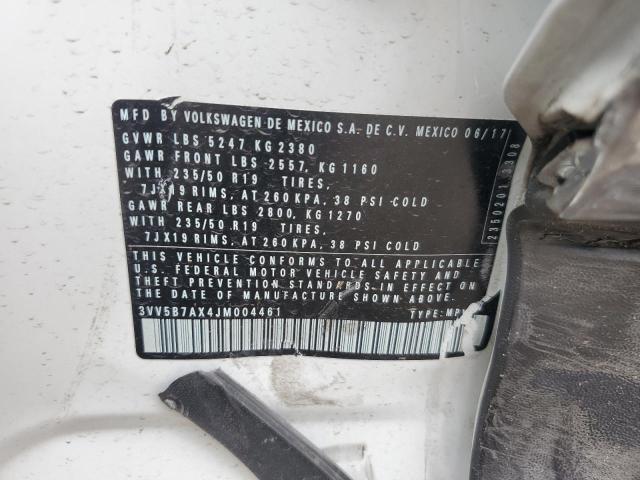 MFD BY VOLKSWAGEN DE MEXICO S.A. DE C.V. MEXICO 06/17
GVWR LBS 5247 KG 2380
GAWR FRONT LBS 2557, KG 1160
WITH 235/50 R19 TIRES,
7JX19 RIMS, AT 260 KPA, 38 PSI COLD
GAWR REAR LBS 2800, KG 1270
WITH 235/50 R19 TIRES,
7JX19 RIMS, AT 260 KPA, 38 PSI COLD
THIS VEHICLE CONFORMS TO ALL APPLICABLE
U.S. FEDERAL MOTOR VEHICLE SAFETY AND
THEFT PREVENTION STANDARDS IN EFFECT ON
THE DATE OF MANUFACTURE SHOWN ABOVE
3VV5B7AX4JM004461 TYPE: